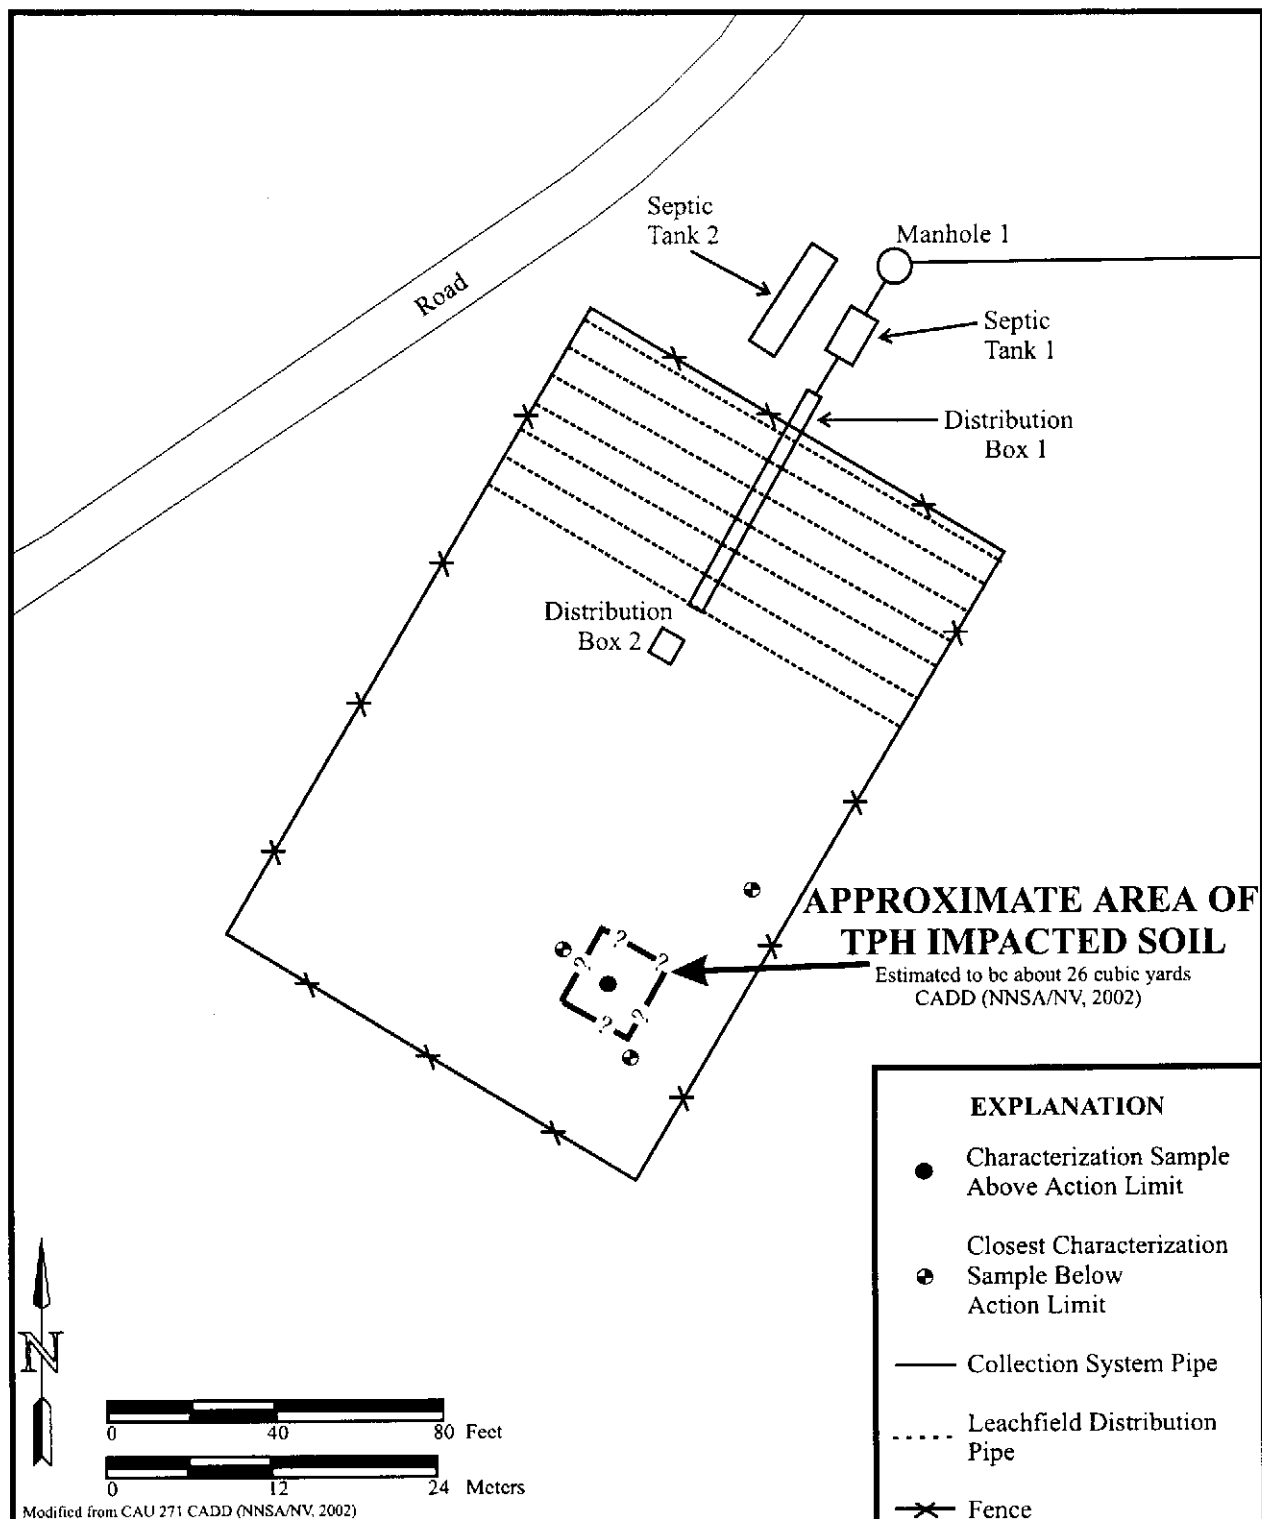 Septic
Tank 2
Manhole 1
Road
Septic
Tank 1
Distribution
Box 1
Distribution
Box 2
APPROXIMATE AREA OF
TPH IMPACTED SOIL
Estimated to be about 26 cubic yards
CADD (NNSA/NV, 2002)
?
?
?
?
?
EXPLANATION
Characterization Sample
Above Action Limit
Closest Characterization
Sample Below
Action Limit
Collection System Pipe
Leachfield Distribution
Pipe
Fence
N
0 40 80 Feet
0 12 24 Meters
Modified from CAU 271 CADD (NNSA/NV, 2002)